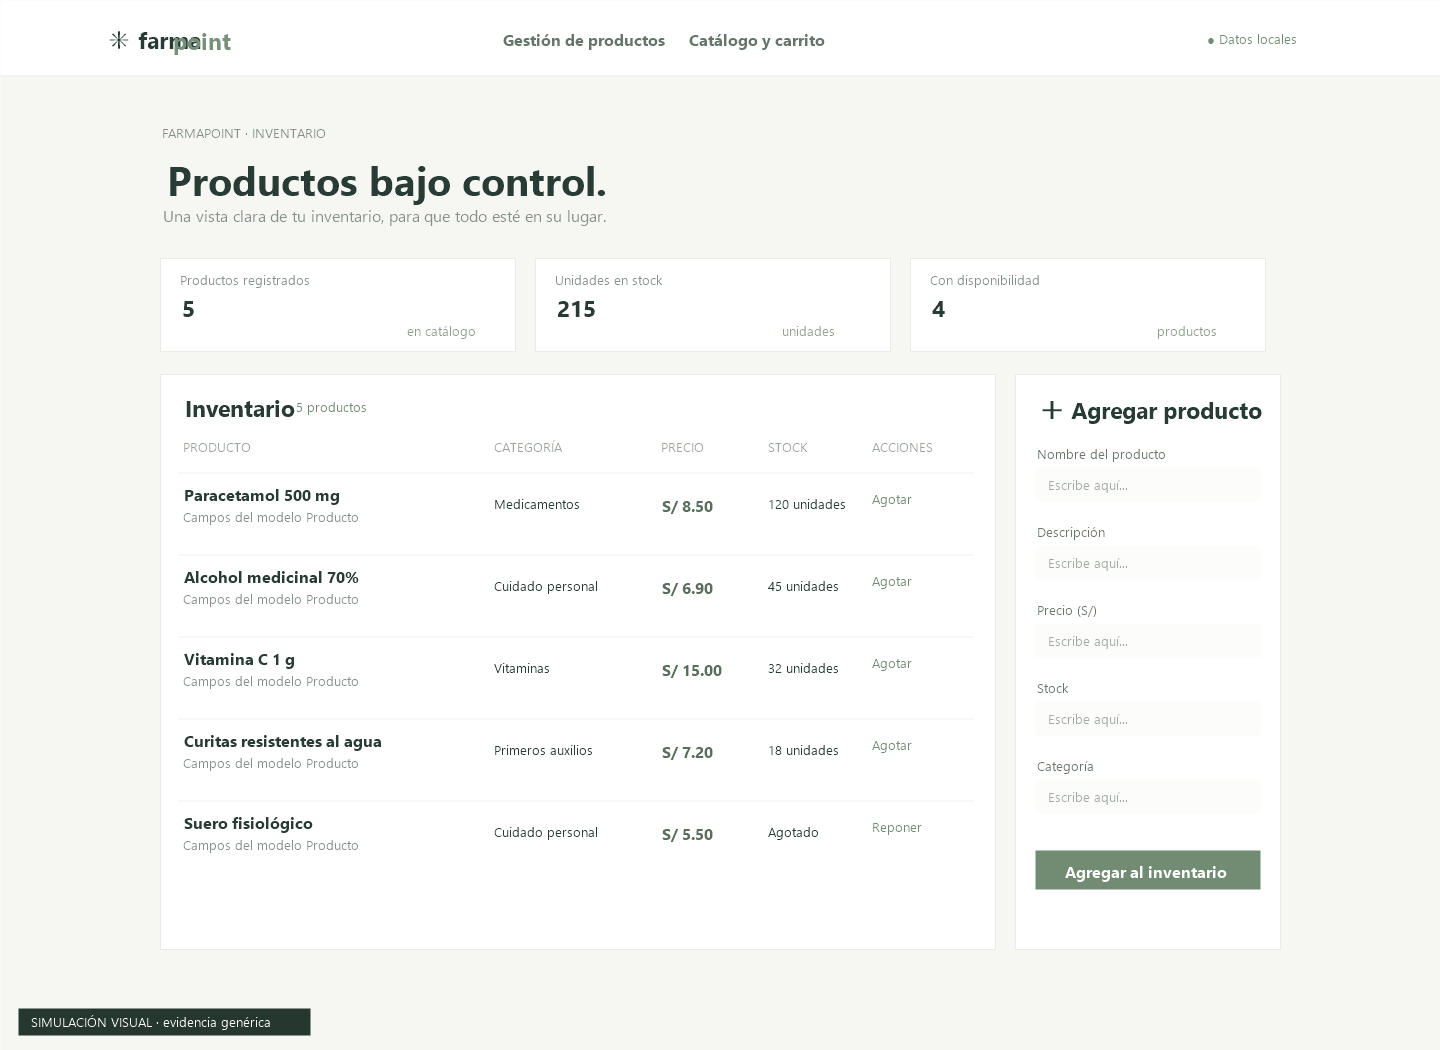 farmapoint
Gestión de productos Catálogo y carrito
● Datos locales
FARMAPOINT · INVENTARIO
Productos bajo control.
Una vista clara de tu inventario, para que todo esté en su lugar.
Productos registrados
5
en catálogo
Unidades en stock
215
unidades
Con disponibilidad
4
productos
Inventario 5 productos
PRODUCTO CATEGORÍA PRECIO STOCK ACCIONES
Paracetamol 500 mg
Campos del modelo Producto
Medicamentos S/ 8.50 120 unidades Agotar
Alcohol medicinal 70%
Campos del modelo Producto
Cuidado personal S/ 6.90 45 unidades Agotar
Vitamina C 1 g
Campos del modelo Producto
Vitaminas S/ 15.00 32 unidades Agotar
Curitas resistentes al agua
Campos del modelo Producto
Primeros auxilios S/ 7.20 18 unidades Agotar
Suero fisiológico
Campos del modelo Producto
Cuidado personal S/ 5.50 Agotado Reponer
+ Agregar producto
Nombre del producto
Escribe aquí...
Descripción
Escribe aquí...
Precio (S/)
Escribe aquí...
Stock
Escribe aquí...
Categoría
Escribe aquí...
Agregar al inventario
SIMULACIÓN VISUAL · evidencia genérica